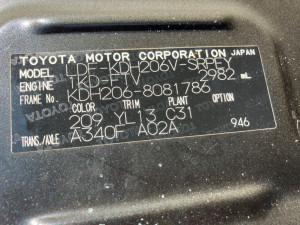 TOYOTA MOTOR CORPORATION JAPAN
MODEL LDF-KDH206V-SRPEY
ENGINE 1KD-FTV 2982 mL
FRAME No. KDH206-8081786
COLOR TRIM PLANT OPTION
209 YL13 C31
TRANS./AXLE A340F A02A 946